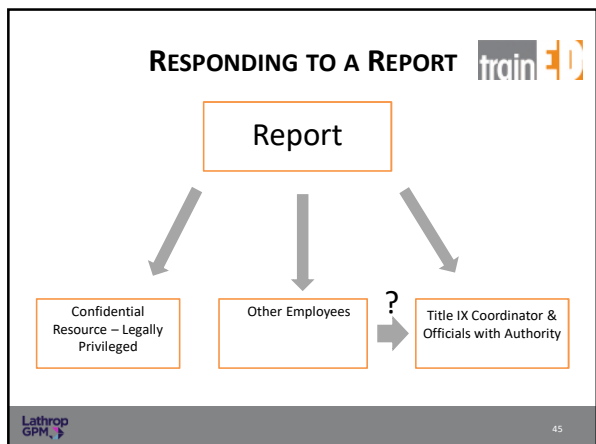 RESPONDING TO A REPORT
trainED
Report
Confidential
Resource – Legally
Privileged
Other Employees
?
Title IX Coordinator &
Officials with Authority
Lathrop
GPM
45